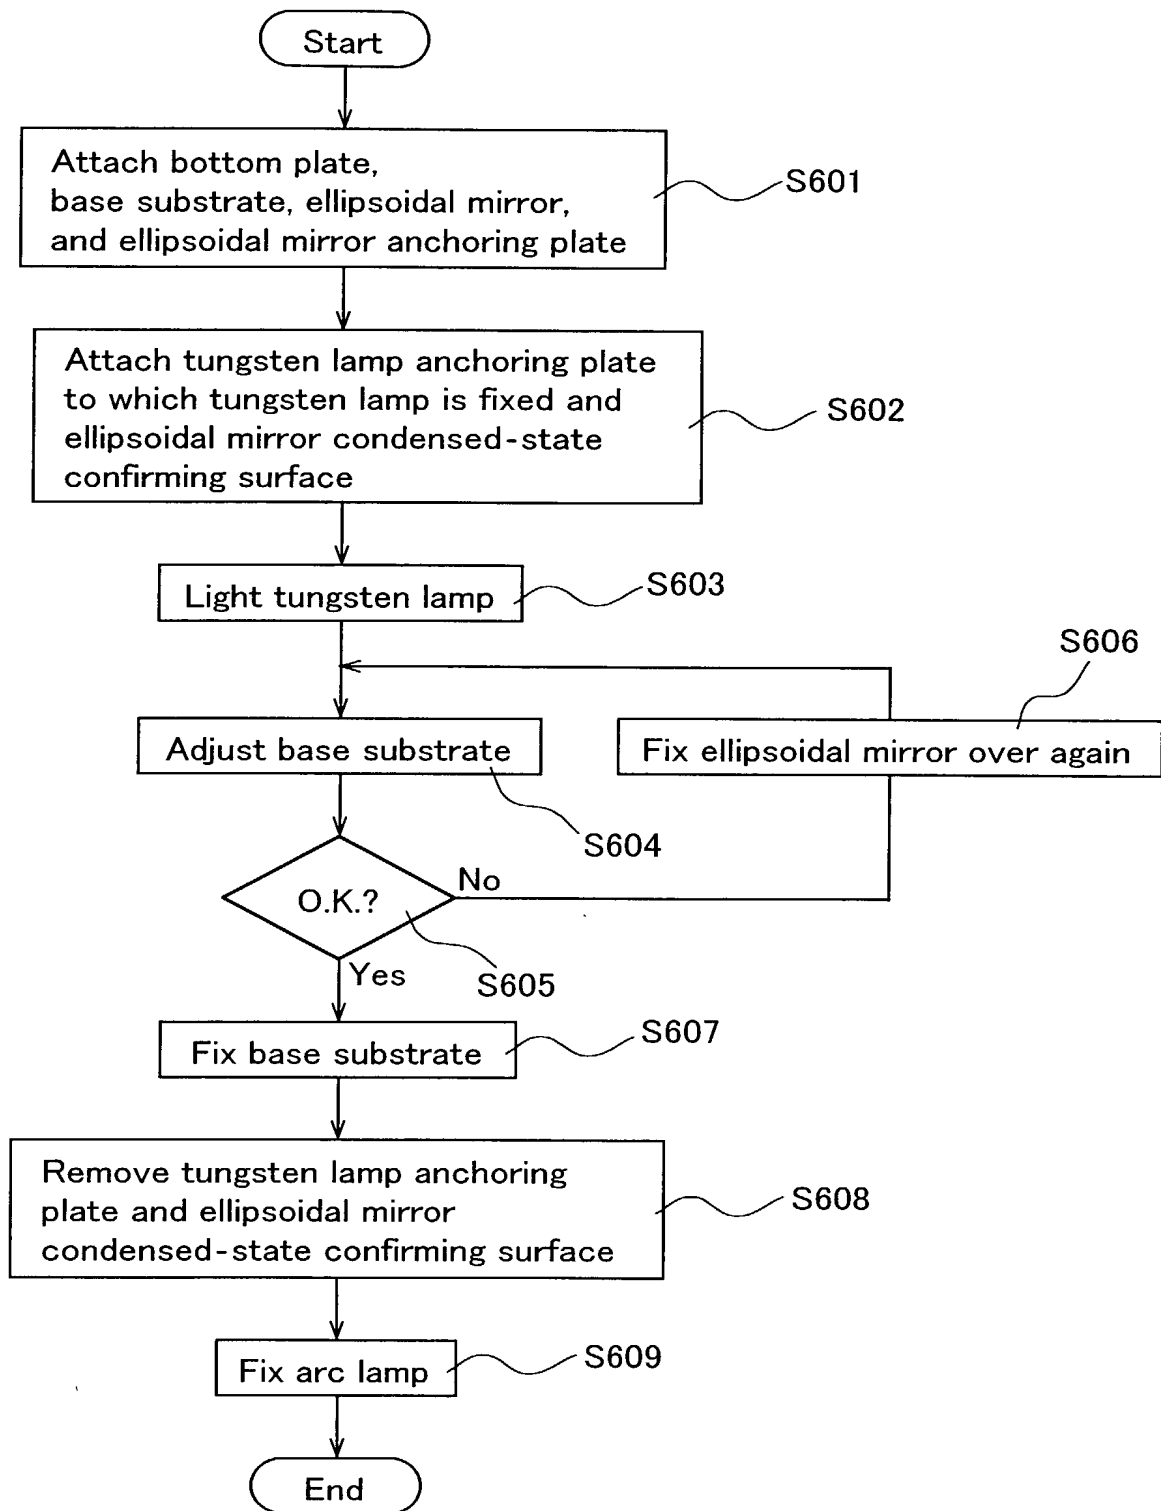 Start
Attach bottom plate,
base substrate, ellipsoidal mirror,
and ellipsoidal mirror anchoring plate
S601
Attach tungsten lamp anchoring plate
to which tungsten lamp is fixed and
ellipsoidal mirror condensed-state
confirming surface
S602
Light tungsten lamp
S603
S606
Adjust base substrate
Fix ellipsoidal mirror over again
S604
O.K.?
No
Yes
S605
Fix base substrate
S607
Remove tungsten lamp anchoring
plate and ellipsoidal mirror
condensed-state confirming surface
S608
Fix arc lamp
S609
End